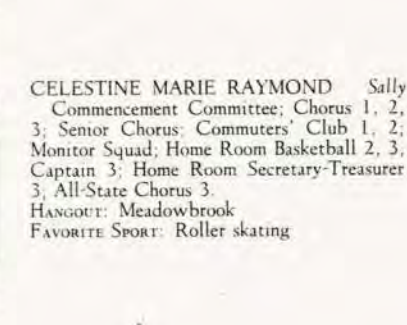 CELESTINE MARIE RAYMOND Sally
Commencement Committee; Chorus 1, 2,
3; Senior Chorus; Commuters' Club 1, 2;
Monitor Squad; Home Room Basketball 2, 3,
Captain 3; Home Room Secretary-Treasurer
3; All-State Chorus 3.
HANGOUT: Meadowbrook
FAVORITE SPORT: Roller skating